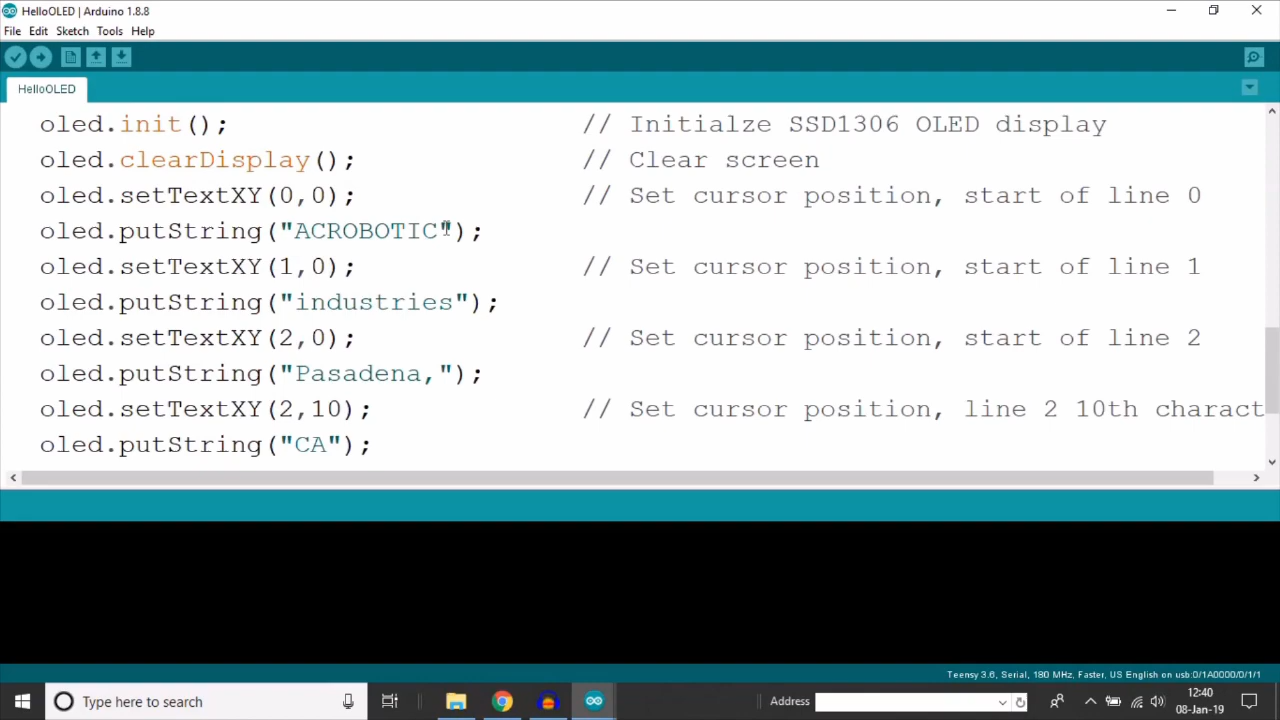 HelloOLED | Arduino 1.8.8
File Edit Sketch Tools Help
HelloOLED
oled.init(); // Initialze SSD1306 OLED display
oled.clearDisplay(); // Clear screen
oled.setTextXY(0,0); // Set cursor position, start of line 0
oled.putString("ACROBOTIC");
oled.setTextXY(1,0); // Set cursor position, start of line 1
oled.putString("industries");
oled.setTextXY(2,0); // Set cursor position, start of line 2
oled.putString("Pasadena,");
oled.setTextXY(2,10); // Set cursor position, line 2 10th charact
oled.putString("CA");
Teensy 3.6, Serial, 180 MHz, Faster, US English on usb:0/1A0000/0/1/1
Type here to search
Address
12:40
08-Jan-19